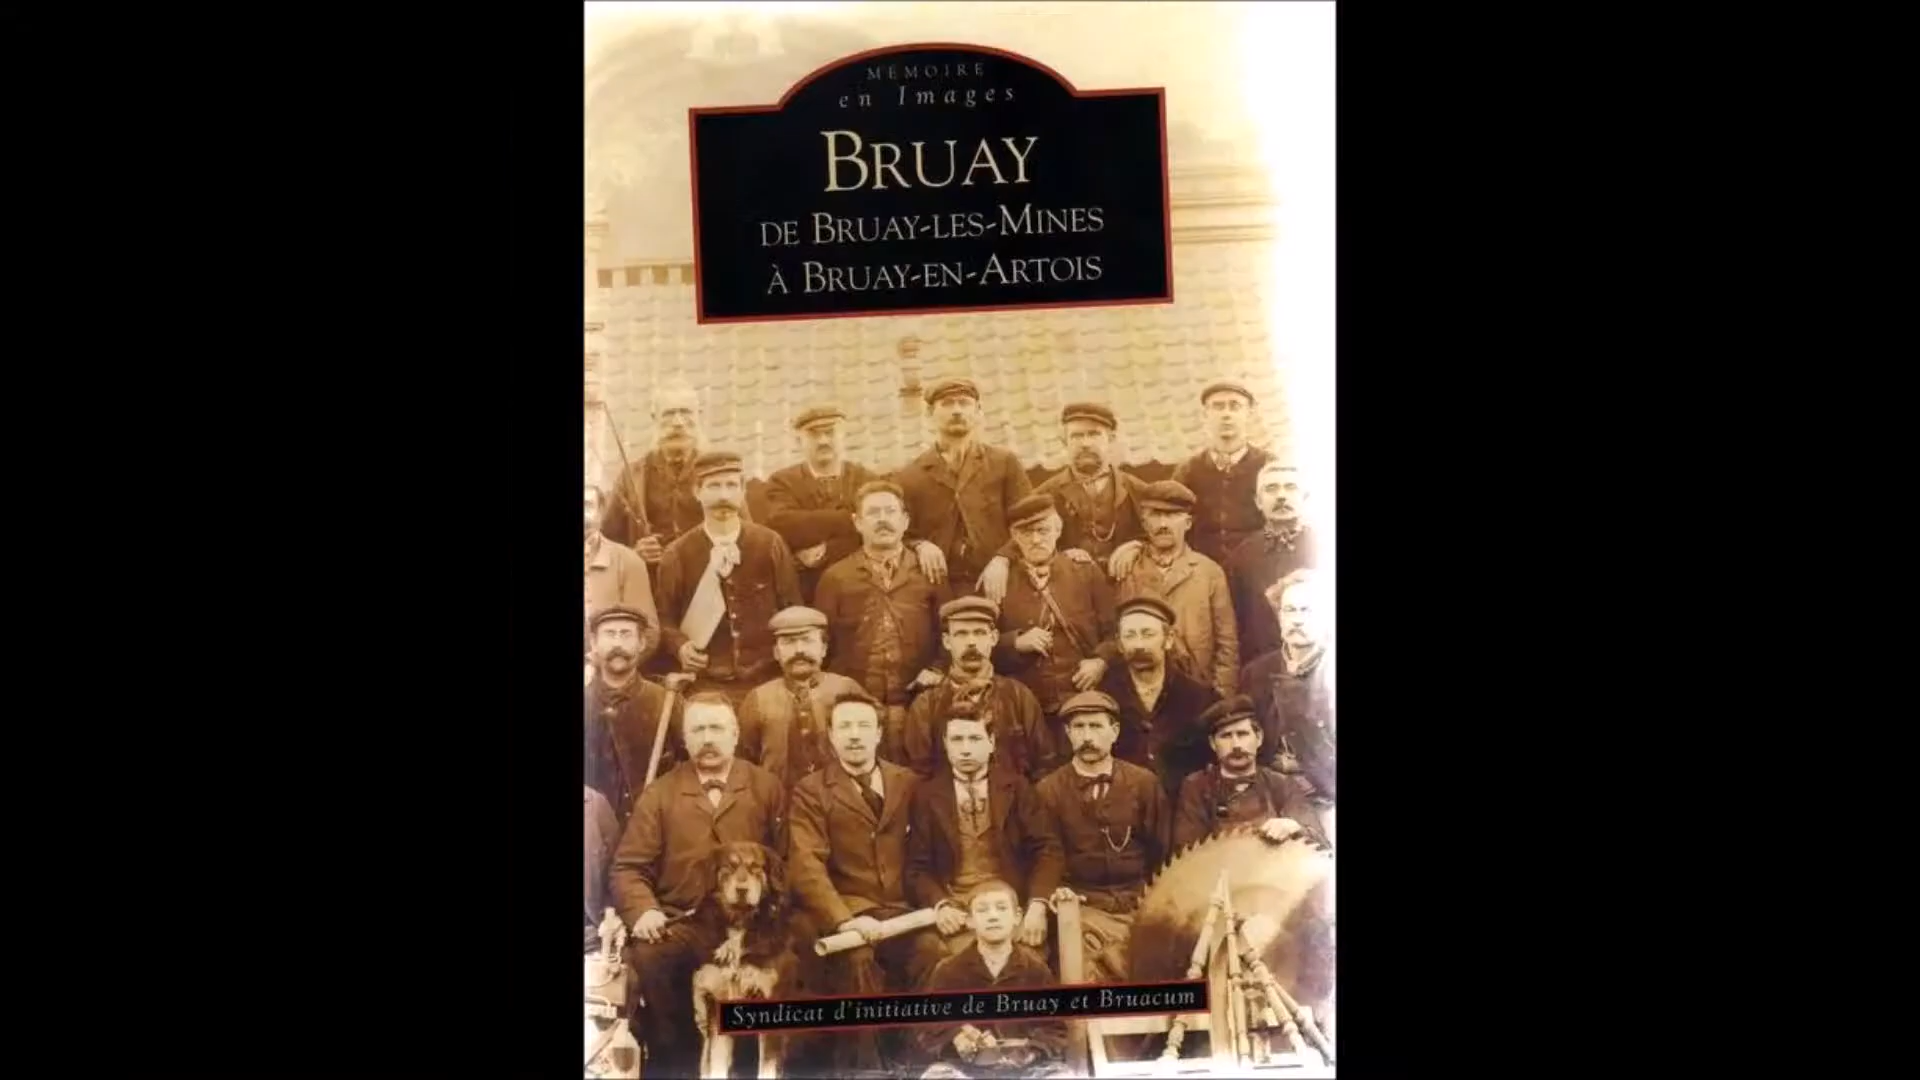 MÉMOIRE
en Images
BRUAY
DE BRUAY-LES-MINES
À BRUAY-EN-ARTOIS
Syndicat d'initiative de Bruay et Bruacum